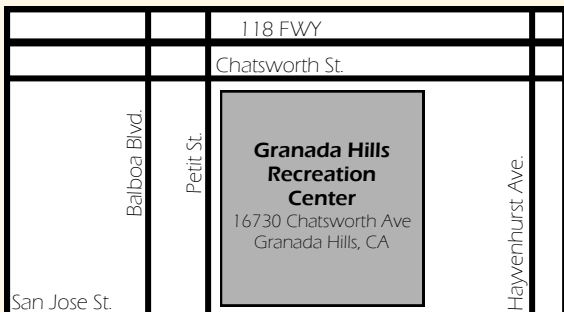 118 FWY
Chatsworth St.
Balboa Blvd.
Petit St.
Granada Hills
Recreation
Center
16730 Chatsworth Ave
Granada Hills, CA
Hayvenhurst Ave.
San Jose St.